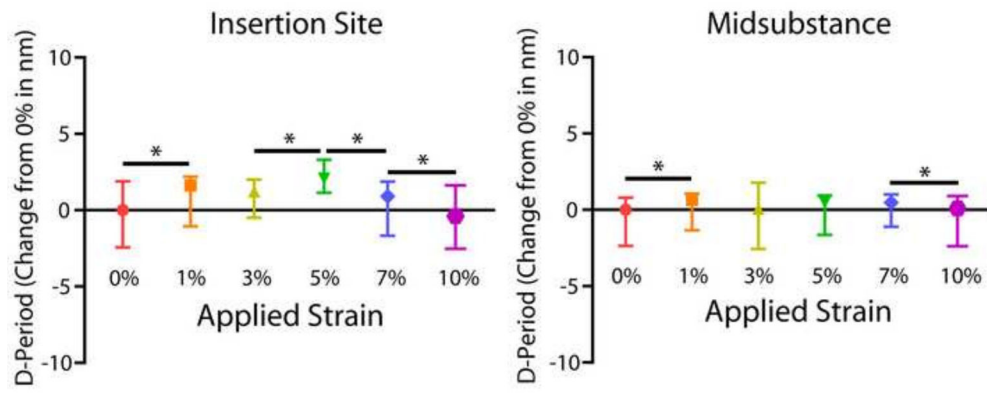 Insertion Site
D-Period (Change from 0% in nm)
10
5
0
-5
-10
* * * *
0% 1% 3% 5% 7% 10%
Applied Strain
Midsubstance
D-Period (Change from 0% in nm)
10
5
0
-5
-10
* *
0% 1% 3% 5% 7% 10%
Applied Strain